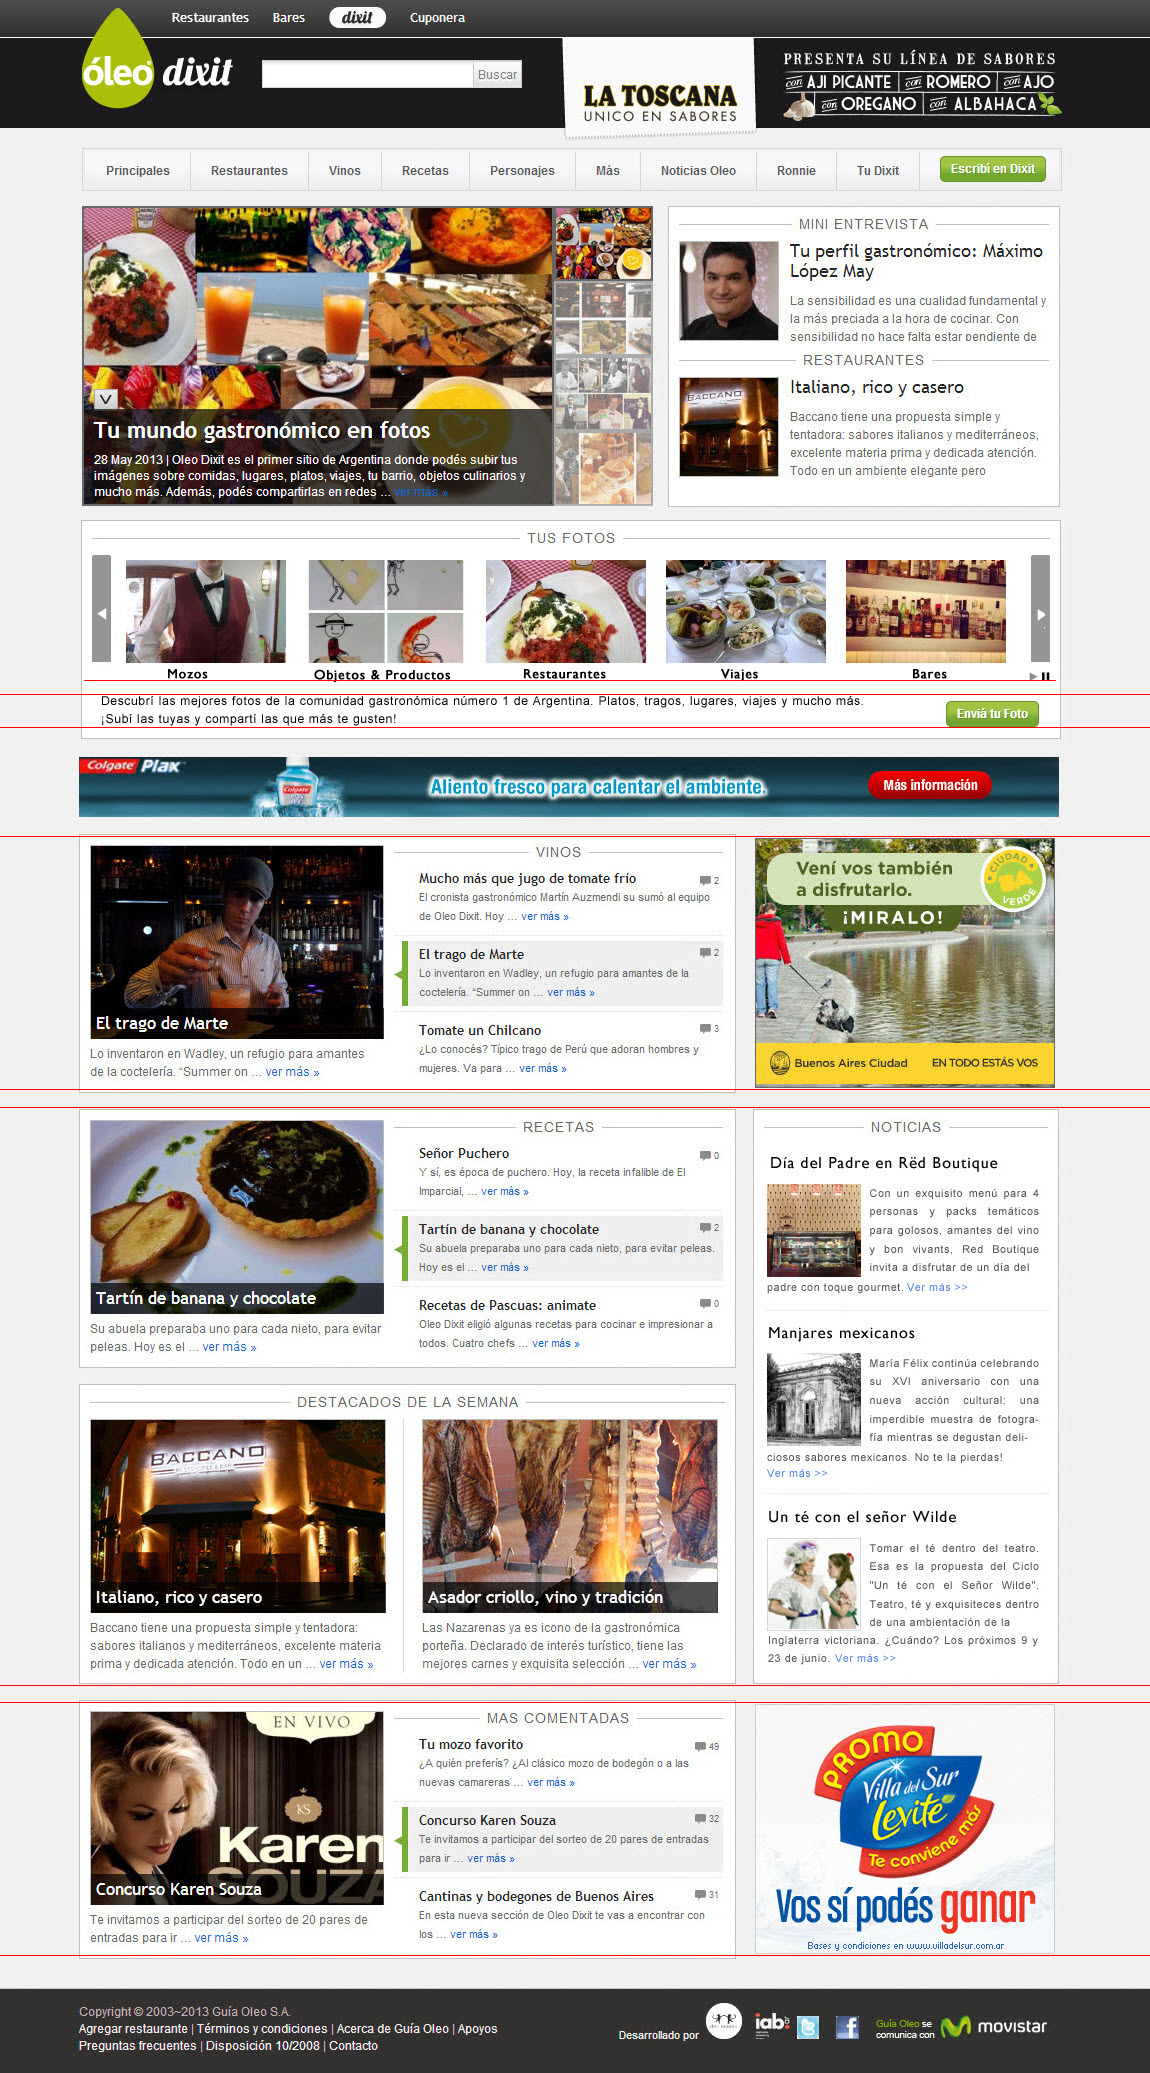 Restaurantes Bares dixit Cuponera
óleo dixit
Buscar
LA TOSCANA
UNICO EN SABORES
PRESENTA SU LÍNEA DE SABORES
con AJI PICANTE con ROMERO con AJO
con OREGANO con ALBAHACA
Principales Restaurantes Vinos Recetas Personajes Más Noticias Oleo Ronnie Tu Dixit Escribí en Dixit
V
Tu mundo gastronómico en fotos
28 May 2013 | Oleo Dixit es el primer sitio de Argentina donde podés subir tus
imágenes sobre comidas, lugares, platos, viajes, tu barrio, objetos culinarios y
mucho más. Además, podés compartirlas en redes ... ver más »
MINI ENTREVISTA
Tu perfil gastronómico: Máximo
López May
La sensibilidad es una cualidad fundamental y
la más preciada a la hora de cocinar. Con
sensibilidad no hace falta estar pendiente de
RESTAURANTES
BACCANO
Italiano, rico y casero
Baccano tiene una propuesta simple y
tentadora: sabores italianos y mediterráneos,
excelente materia prima y dedicada atención.
Todo en un ambiente elegante pero
TUS FOTOS
Mozos Objetos & Productos Restaurantes Viajes Bares
Descubrí las mejores fotos de la comunidad gastronómica número 1 de Argentina. Platos, tragos, lugares, viajes y mucho más.
¡Subí las tuyas y compartí las que más te gusten!
Enviá tu Foto
Colgate Plax
Colgate
Aliento fresco para calentar el ambiente.
Más información
VINOS
El trago de Marte
Lo inventaron en Wadley, un refugio para amantes
de la coctelería. “Summer on ... ver más »
Mucho más que jugo de tomate frío 2
El cronista gastronómico Martín Auzmendi su sumó al equipo
de Oleo Dixit. Hoy ... ver más »
El trago de Marte 2
Lo inventaron en Wadley, un refugio para amantes de la
coctelería. “Summer on ... ver más »
Tomate un Chilcano 3
¿Lo conocés? Típico trago de Perú que adoran hombres y
mujeres. Va para ... ver más »
Vení vos también
a disfrutarlo.
¡MIRALO!
CIUDAD
BA
VERDE
Buenos Aires Ciudad EN TODO ESTÁS VOS
RECETAS
Tartín de banana y chocolate
Su abuela preparaba uno para cada nieto, para evitar
peleas. Hoy es el ... ver más »
Señor Puchero 0
Y sí, es época de puchero. Hoy, la receta infalible de El
Imparcial, ... ver más »
Tartín de banana y chocolate 2
Su abuela preparaba uno para cada nieto, para evitar peleas.
Hoy es el ... ver más »
Recetas de Pascuas: animate 0
Oleo Dixit eligió algunas recetas para cocinar e impresionar a
todos. Cuatro chefs ... ver más »
NOTICIAS
Día del Padre en Rëd Boutique
Con un exquisito menú para 4
personas y packs temáticos
para golosos, amantes del vino
y bon vivants, Red Boutique
invita a disfrutar de un día del
padre con toque gourmet. Ver más >>
Manjares mexicanos
María Félix continúa celebrando
su XVI aniversario con una
nueva acción cultural: una
imperdible muestra de fotogra-
fía mientras se degustan deli-
ciosos sabores mexicanos. No te la pierdas!
Ver más >>
Un té con el señor Wilde
Tomar el té dentro del teatro.
Esa es la propuesta del Ciclo
"Un té con el Señor Wilde".
Teatro, té y exquisiteces dentro
de una ambientación de la
Inglaterra victoriana. ¿Cuándo? Los próximos 9 y
23 de junio. Ver más >>
DESTACADOS DE LA SEMANA
BACCANO
Italiano, rico y casero
Baccano tiene una propuesta simple y tentadora:
sabores italianos y mediterráneos, excelente materia
prima y dedicada atención. Todo en un ... ver más »
Asador criollo, vino y tradición
Las Nazarenas ya es icono de la gastronómica
porteña. Declarado de interés turístico, tiene las
mejores carnes y exquisita selección ... ver más »
MAS COMENTADAS
EN VIVO
KS
Karen
SOUZA
Concurso Karen Souza
Te invitamos a participar del sorteo de 20 pares de
entradas para ir ... ver más »
Tu mozo favorito 49
¿A quién preferís? ¿Al clásico mozo de bodegón o a las
nuevas camareras ... ver más »
Concurso Karen Souza 32
Te invitamos a participar del sorteo de 20 pares de entradas
para ir ... ver más »
Cantinas y bodegones de Buenos Aires 31
En esta nueva sección de Oleo Dixit te vas a encontrar con
los ... ver más »
PROMO
Villa del Sur
Levité
Te conviene más
Vos sí podés ganar
Bases y condiciones en www.villadelsur.com.ar
Copyright © 2003~2013 Guía Oleo S.A.
Agregar restaurante | Términos y condiciones | Acerca de Guía Oleo | Apoyos
Preguntas frecuentes | Disposición 10/2008 | Contacto
Desarrollado por
iab
Guía Oleo se
comunica con
movistar